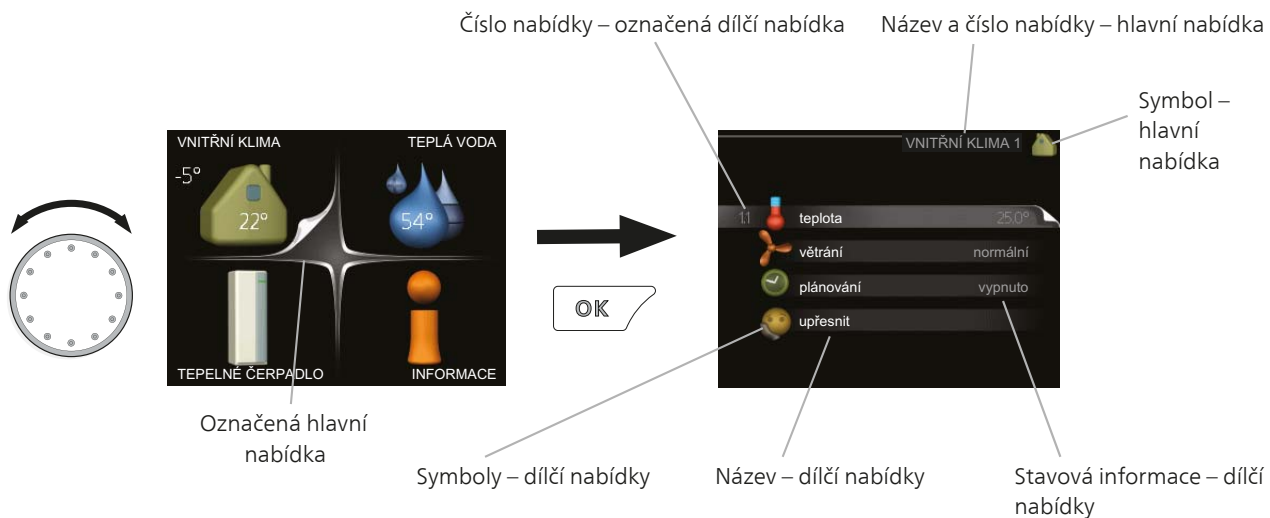 Číslo nabídky – označená dílčí nabídka
Název a číslo nabídky – hlavní nabídka
Symbol –
hlavní
nabídka
VNITŘNÍ KLIMA
TEPLÁ VODA
-5°
22°
54°
TEPELNÉ ČERPADLO
INFORMACE
OK
VNITŘNÍ KLIMA 1
1.1 teplota 25.0°
větrání normální
plánování vypnuto
upřesnit
Označená hlavní
nabídka
Symboly – dílčí nabídky
Název – dílčí nabídky
Stavová informace – dílčí
nabídky